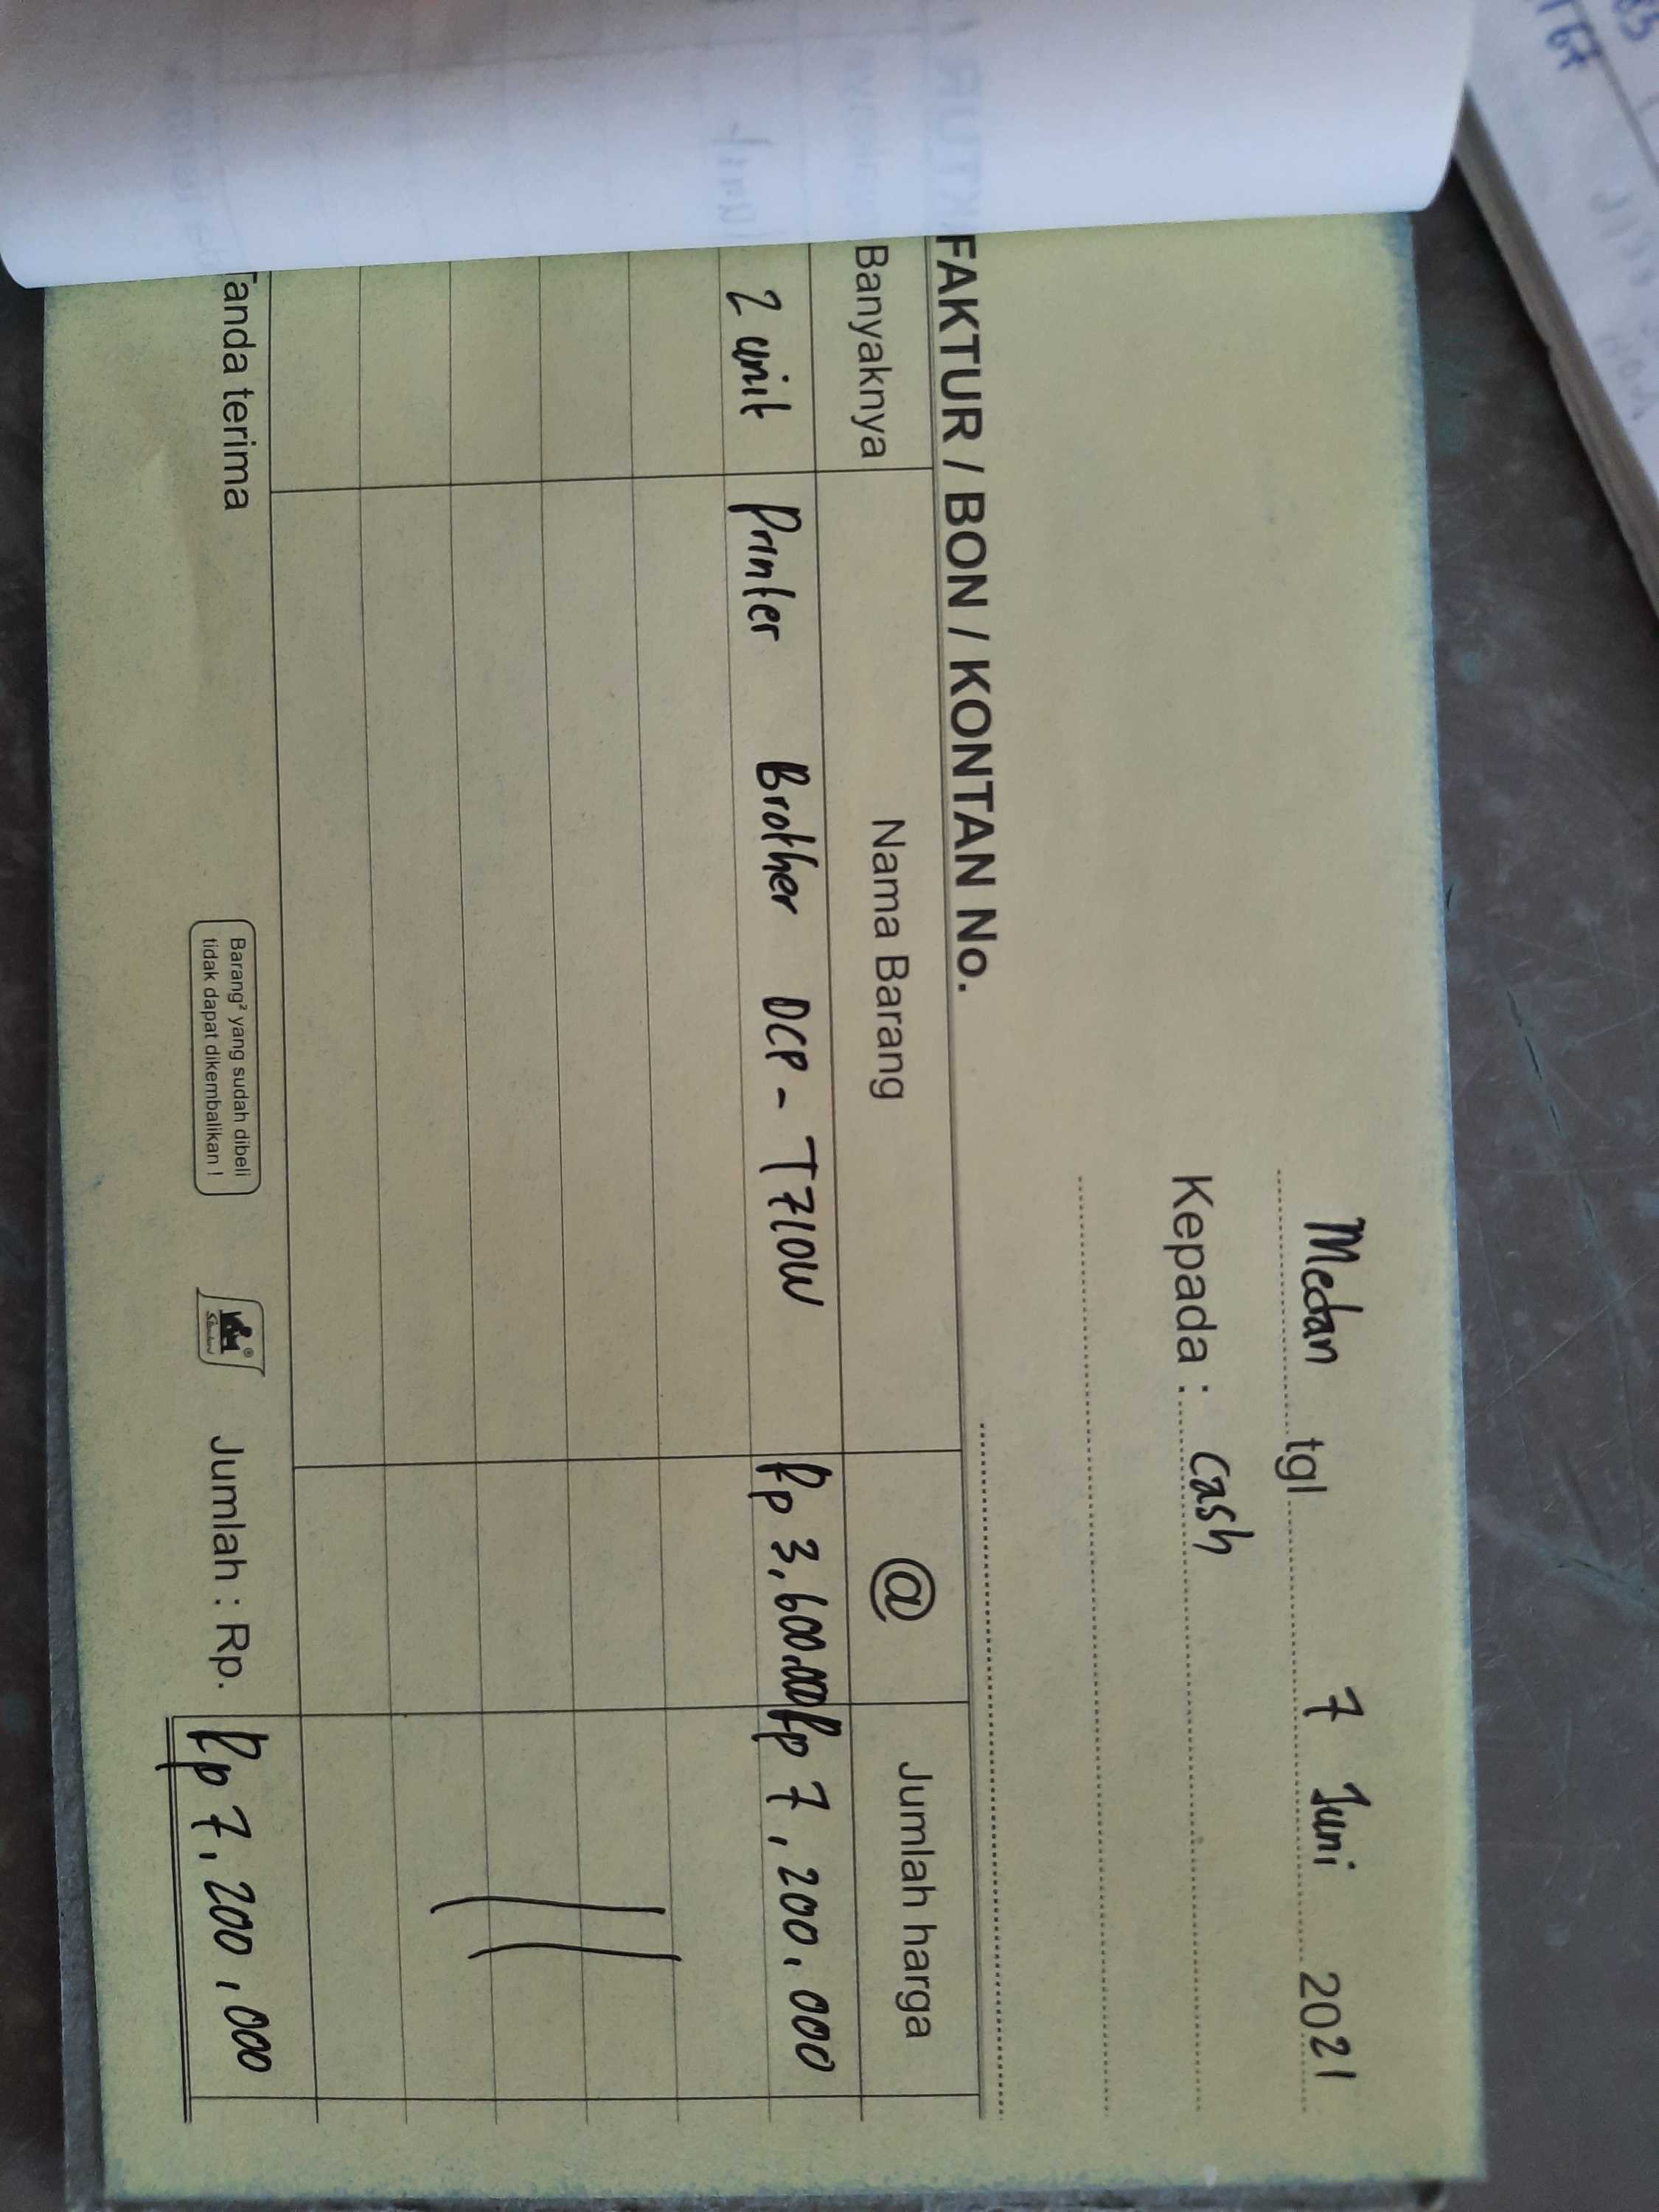 Medan tgl 7 Juni 2021
Kepada : Cash
FAKTUR / BON / KONTAN No.
Banyaknya Nama Barang @ Jumlah harga
2 unit Printer Brother DCP - T710W Rp 3,600.000 Rp 7,200.000
Tanda terima
Barang² yang sudah dibeli
tidak dapat dikembalikan !
Jumlah : Rp. Rp 7,200,000